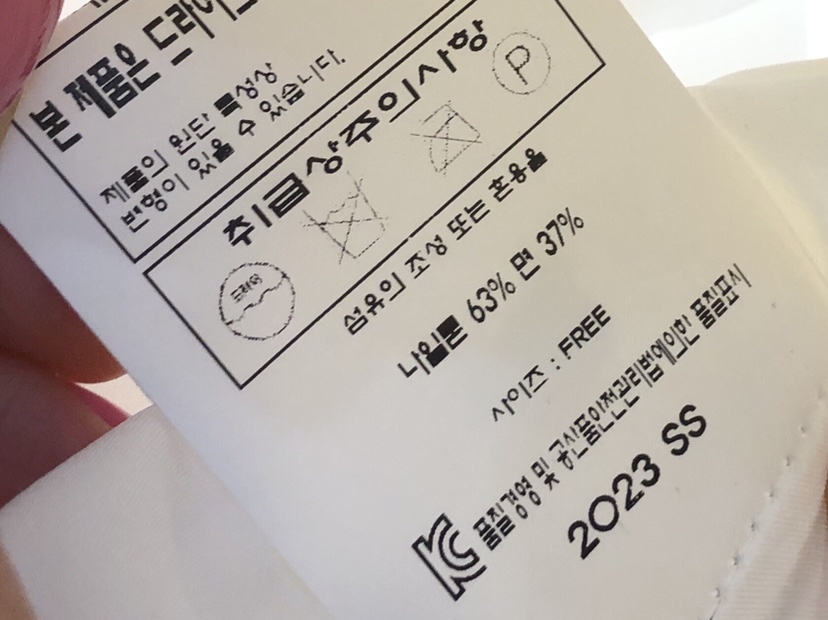 본 제품은 드라이
제품의 원단 특성상
변형이 있을 수 있습니다.
취급상주의사항
드라이
P
섬유의 조성 또는 혼용율
나일론 63% 면 37%
사이즈 : FREE
품질경영 및 공산품안전관리법에의한 품질표시
2023 SS